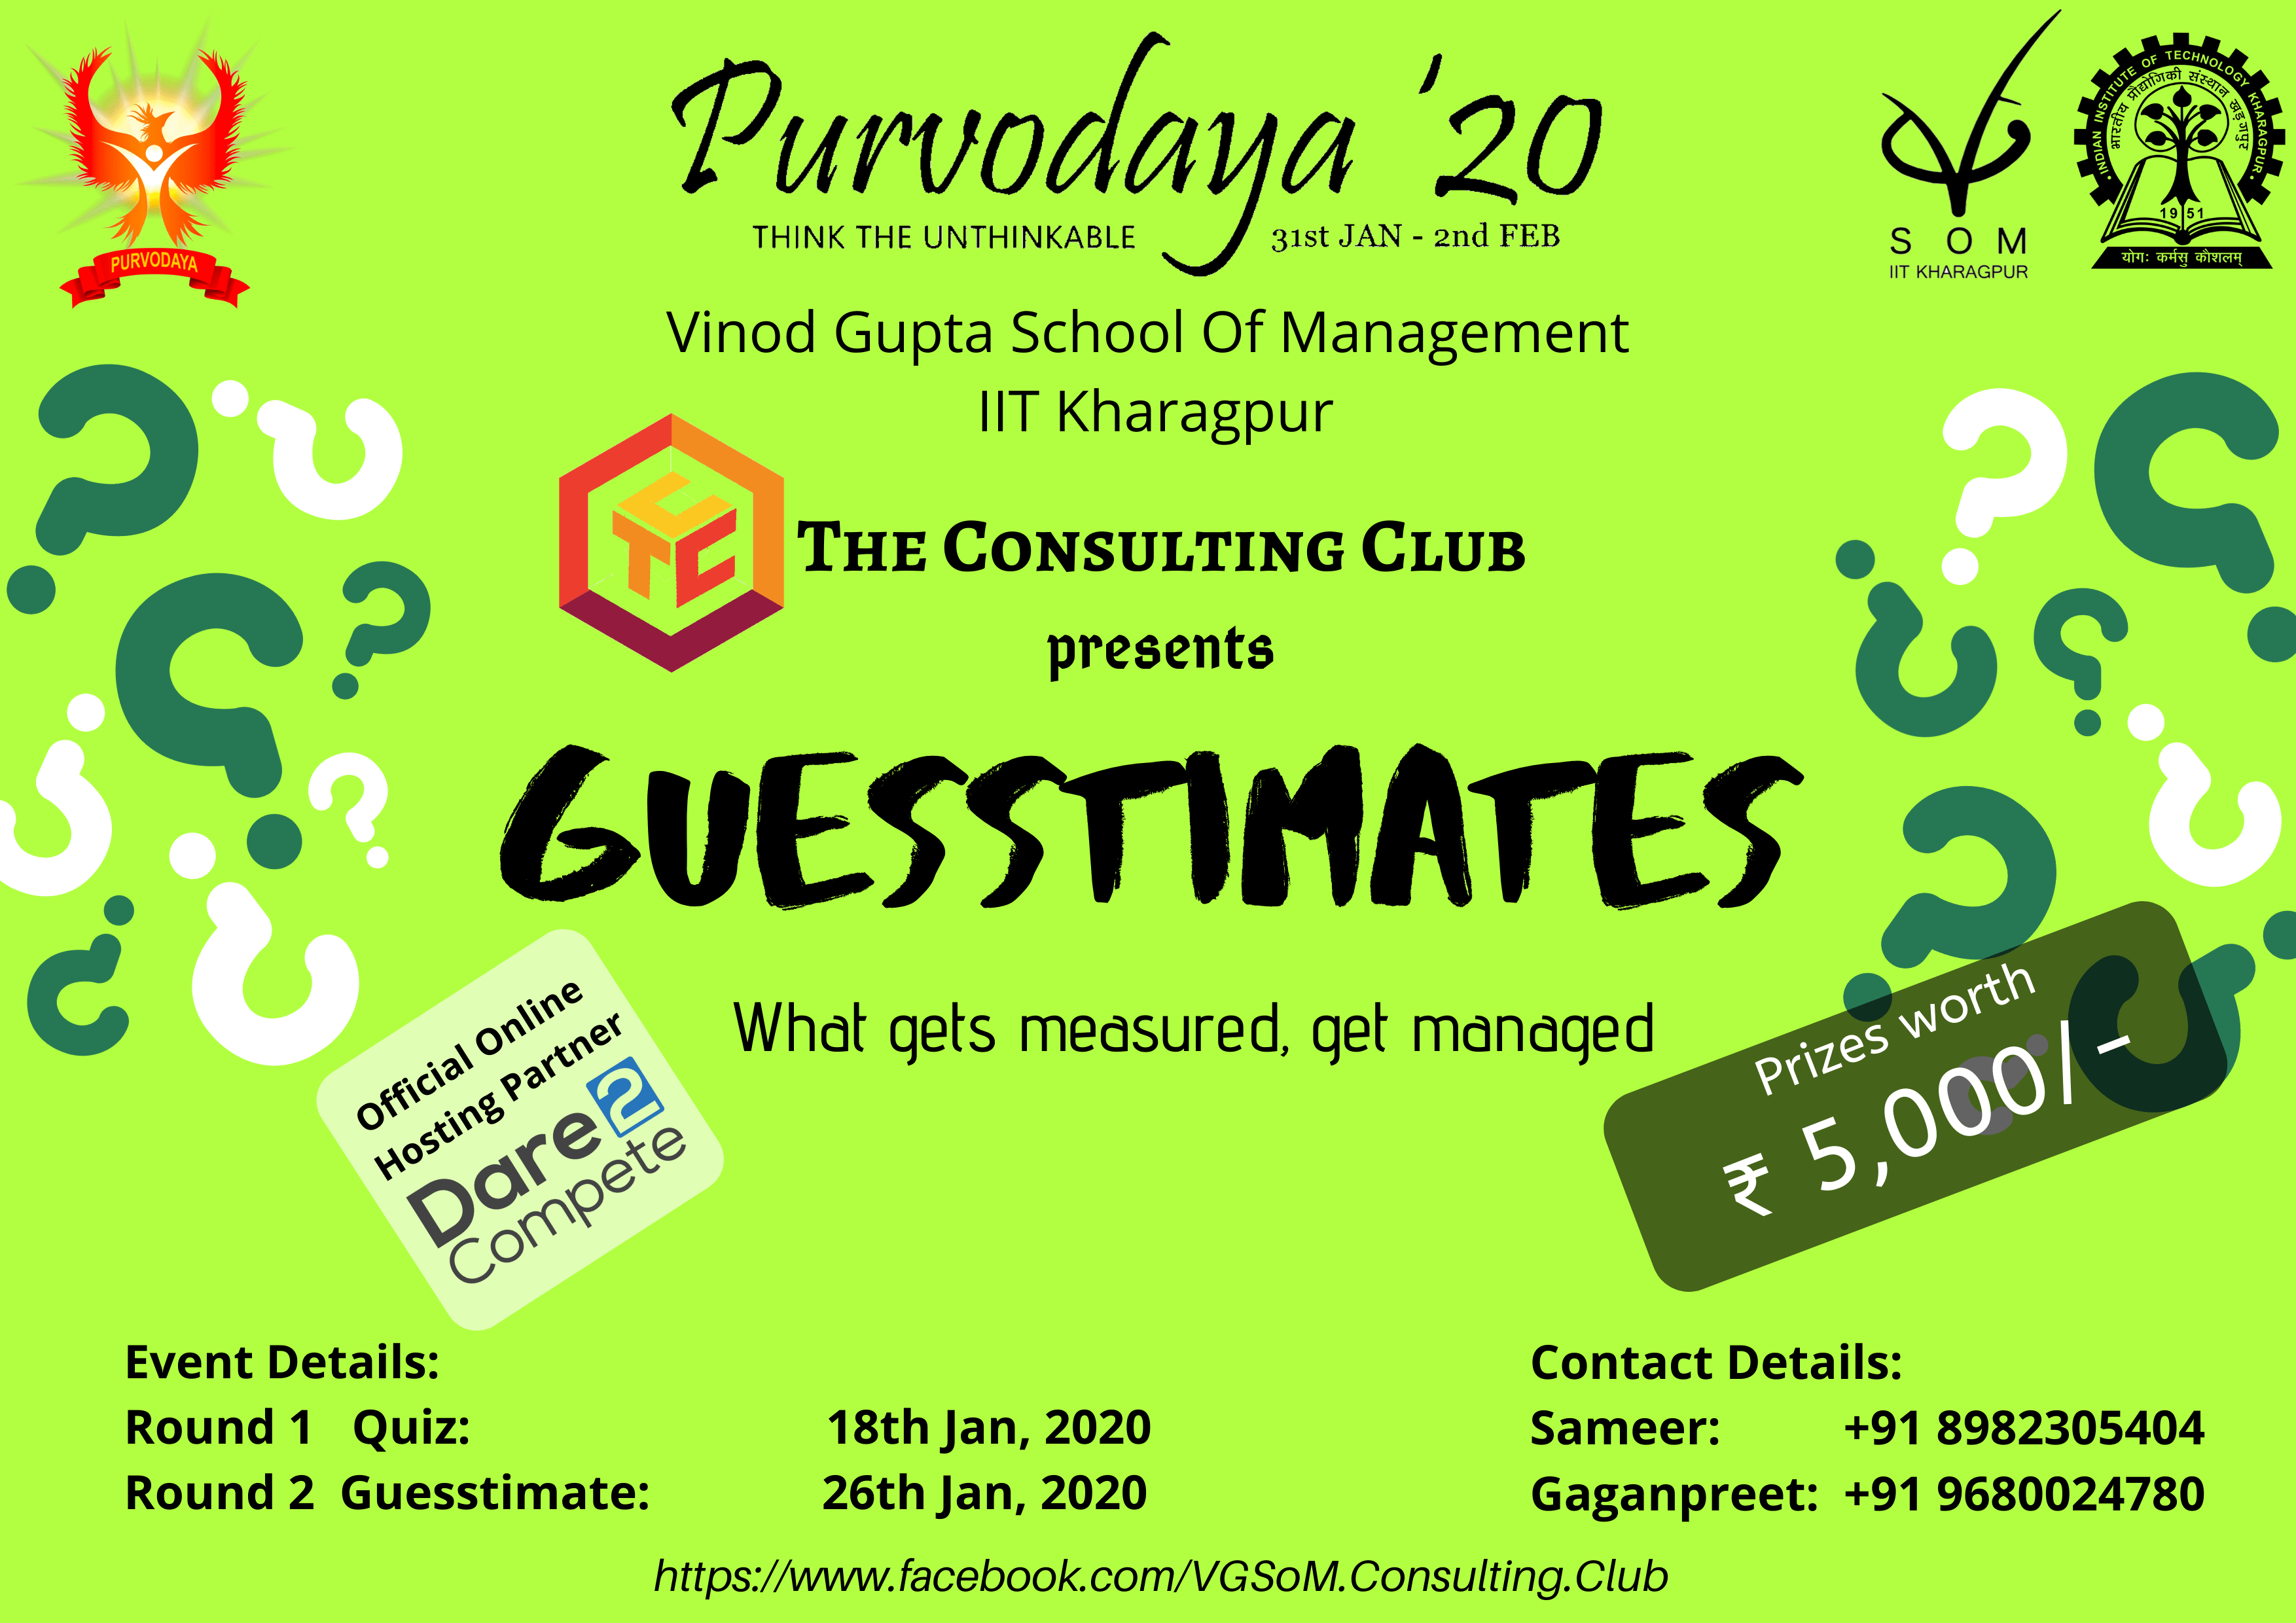 PURVODAYA
Purvodaya '20
THINK THE UNTHINKABLE
31st JAN - 2nd FEB
S O M
IIT KHARAGPUR
INDIAN INSTITUTE OF TECHNOLOGY KHARAGPUR
भारतीय प्रौद्योगिकी संस्थान खड़गपुर
1951
योगः कर्मसु कौशलम्
Vinod Gupta School Of Management
IIT Kharagpur
TCC
The Consulting Club
presents
GUESSTIMATES
What gets measured, get managed
Official Online
Hosting Partner
Dare2
Compete
Prizes worth
₹ 5,000/-
Event Details:
Round 1 Quiz: 18th Jan, 2020
Round 2 Guesstimate: 26th Jan, 2020
Contact Details:
Sameer: +91 8982305404
Gaganpreet: +91 9680024780
https://www.facebook.com/VGSoM.Consulting.Club